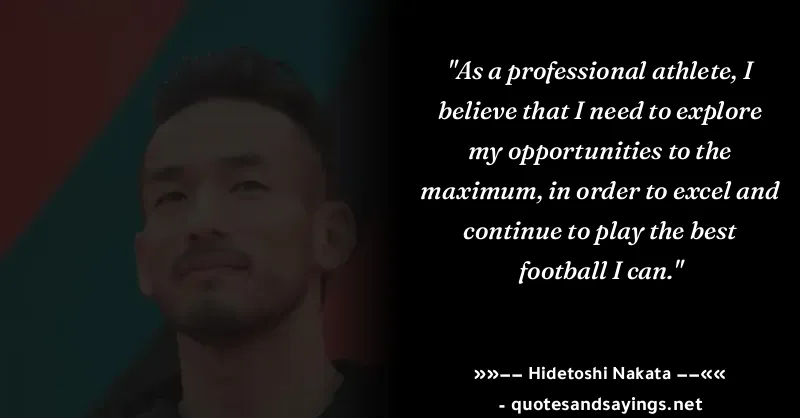 "As a professional athlete, I
believe that I need to explore
my opportunities to the
maximum, in order to excel and
continue to play the best
football I can."
»»−− Hidetoshi Nakata −−««
- quotesandsayings.net